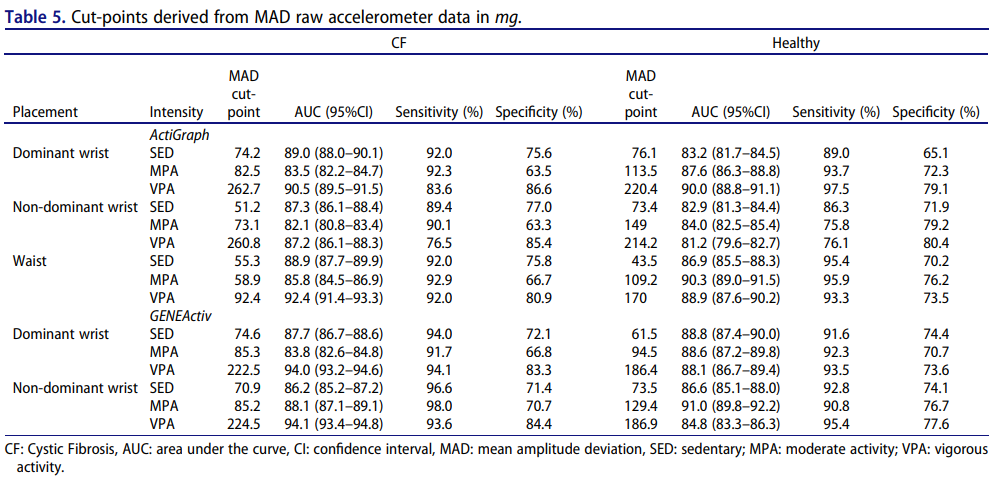 Table 5. Cut-points derived from MAD raw accelerometer data in mg.
CF Healthy
Placement Intensity MAD cut-point AUC (95%CI) Sensitivity (%) Specificity (%) MAD cut-point AUC (95%CI) Sensitivity (%) Specificity (%)
ActiGraph
Dominant wrist SED 74.2 89.0 (88.0–90.1) 92.0 75.6 76.1 83.2 (81.7–84.5) 89.0 65.1
MPA 82.5 83.5 (82.2–84.7) 92.3 63.5 113.5 87.6 (86.3–88.8) 93.7 72.3
VPA 262.7 90.5 (89.5–91.5) 83.6 86.6 220.4 90.0 (88.8–91.1) 97.5 79.1
Non-dominant wrist SED 51.2 87.3 (86.1–88.4) 89.4 77.0 73.4 82.9 (81.3–84.4) 86.3 71.9
MPA 73.1 82.1 (80.8–83.4) 90.1 63.3 149 84.0 (82.5–85.4) 75.8 79.2
VPA 260.8 87.2 (86.1–88.3) 76.5 85.4 214.2 81.2 (79.6–82.7) 76.1 80.4
Waist SED 55.3 88.9 (87.7–89.9) 92.0 75.8 43.5 86.9 (85.5–88.3) 95.4 70.2
MPA 58.9 85.8 (84.5–86.9) 92.9 66.7 109.2 90.3 (89.0–91.5) 95.9 76.2
VPA 92.4 92.4 (91.4–93.3) 92.0 80.9 170 88.9 (87.6–90.2) 93.3 73.5
GENEActiv
Dominant wrist SED 74.6 87.7 (86.7–88.6) 94.0 72.1 61.5 88.8 (87.4–90.0) 91.6 74.4
MPA 85.3 83.8 (82.6–84.8) 91.7 66.8 94.5 88.6 (87.2–89.8) 92.3 70.7
VPA 222.5 94.0 (93.2–94.6) 94.1 83.3 186.4 88.1 (86.7–89.4) 93.5 73.6
Non-dominant wrist SED 70.9 86.2 (85.2–87.2) 96.6 71.4 73.5 86.6 (85.1–88.0) 92.8 74.1
MPA 85.2 88.1 (87.1–89.1) 98.0 70.7 129.4 91.0 (89.8–92.2) 90.8 76.7
VPA 224.5 94.1 (93.4–94.8) 93.6 84.4 186.9 84.8 (83.3–86.3) 95.4 77.6
CF: Cystic Fibrosis, AUC: area under the curve, CI: confidence interval, MAD: mean amplitude deviation, SED: sedentary; MPA: moderate activity; VPA: vigorous
activity.